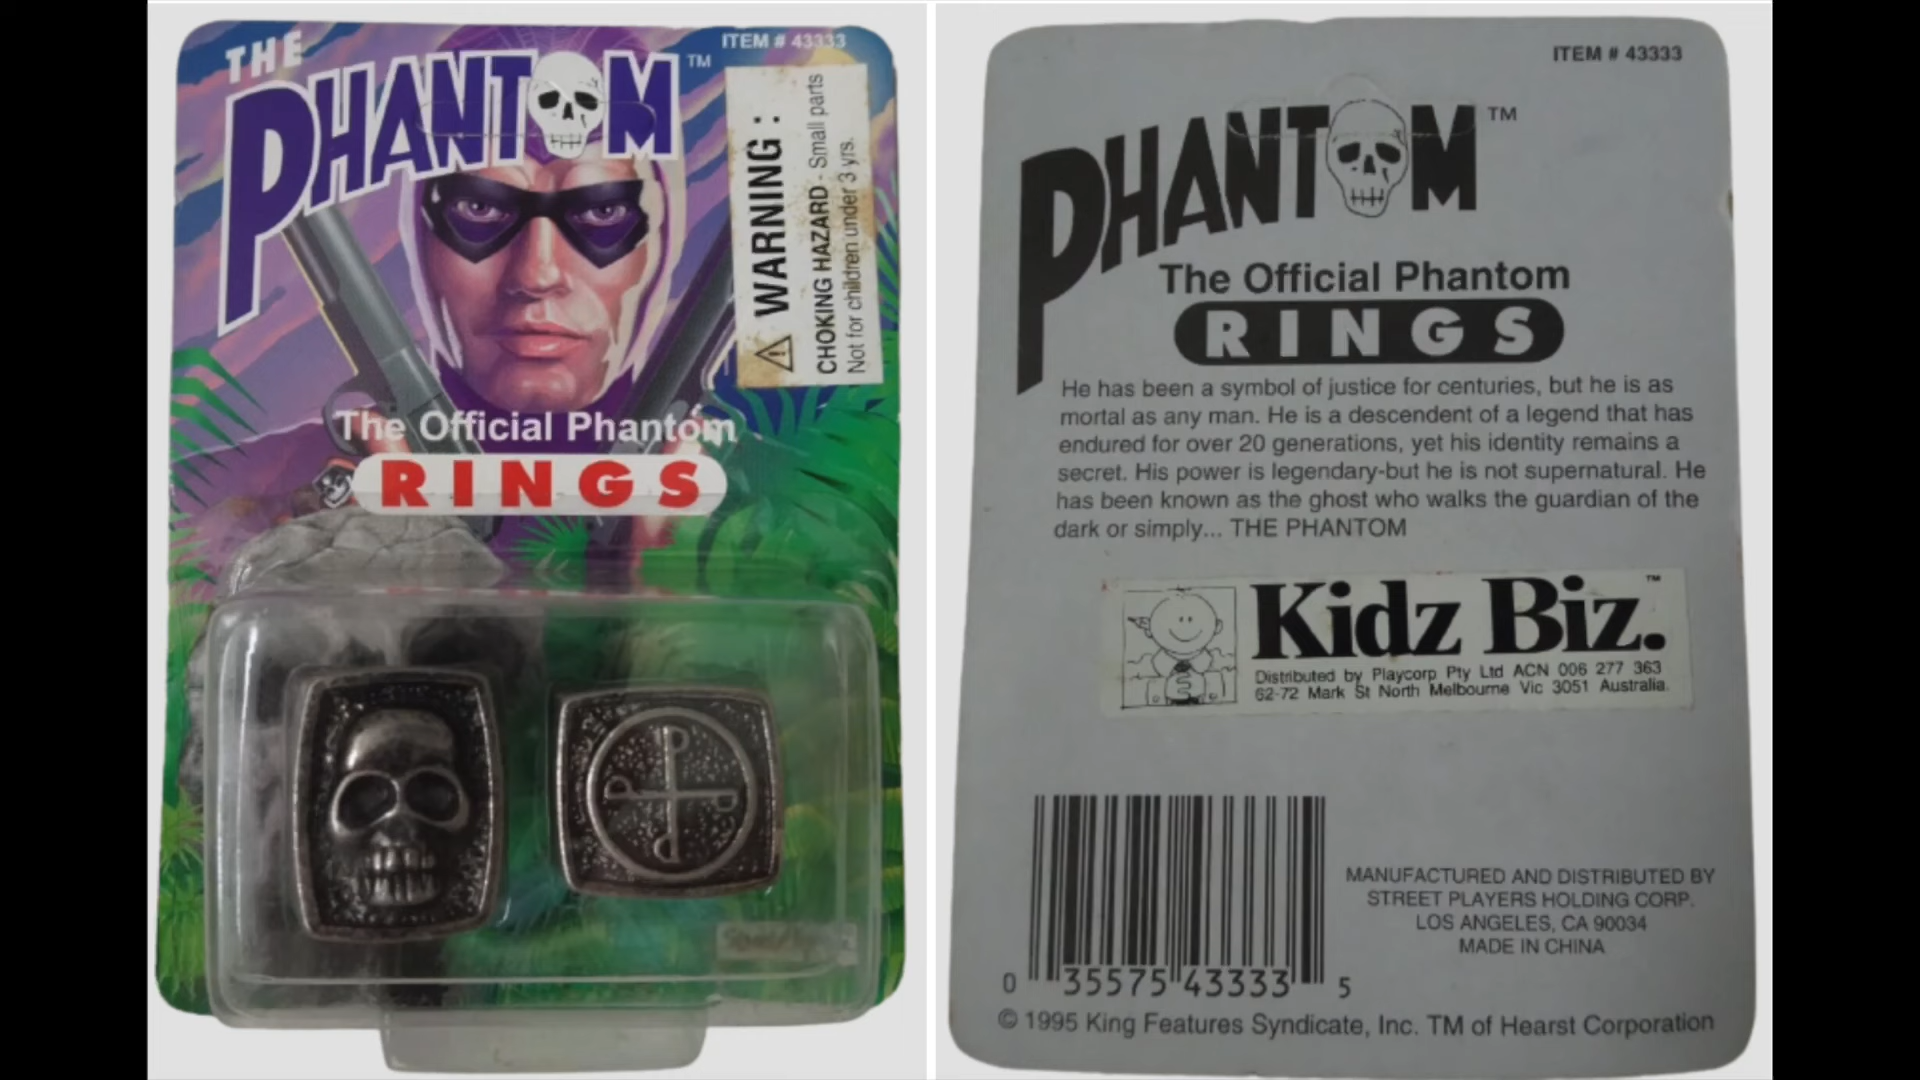 THE
PHANTOM ™
ITEM # 43333
WARNING :
CHOKING HAZARD - Small parts
Not for children under 3 yrs.
The Official Phantom
RINGS
ITEM # 43333
PHANTOM ™
The Official Phantom
RINGS
He has been a symbol of justice for centuries, but he is as
mortal as any man. He is a descendent of a legend that has
endured for over 20 generations, yet his identity remains a
secret. His power is legendary-but he is not supernatural. He
has been known as the ghost who walks the guardian of the
dark or simply... THE PHANTOM
Kidz Biz. ™
Distributed by Playcorp Pty Ltd ACN 006 277 363
62-72 Mark St North Melbourne Vic 3051 Australia.
MANUFACTURED AND DISTRIBUTED BY
STREET PLAYERS HOLDING CORP.
LOS ANGELES, CA 90034
MADE IN CHINA
0 35575 43333 5
© 1995 King Features Syndicate, Inc. TM of Hearst Corporation